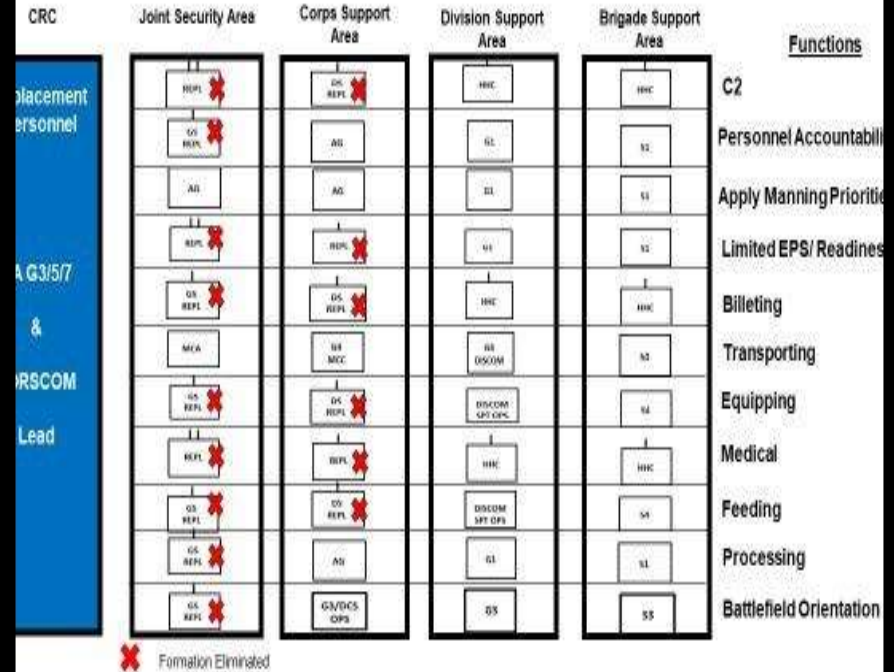 CRC
Joint Security Area
Corps Support
Area
Division Support
Area
Brigade Support
Area
Functions
placement
ersonnel
A G3/5/7
&
RSCOM
Lead
REPL
DS
REPL
HHC
HHC
C2
GS
REPL
AG
G1
S1
Personnel Accountabili
AG
AG
G1
S1
Apply Manning Prioritie
REPL
REPL
G1
S1
Limited EPS/ Readines
GS
REPL
DS
REPL
HHC
HHC
Billeting
MCA
MCC
DISCOM
Transporting
GS
REPL
DS
REPL
DISCOM
SPT OPS
S4
Equipping
REPL
REPL
HHC
HHC
Medical
GS
REPL
DS
REPL
DISCOM
SPT OPS
S4
Feeding
GS
REPL
AG
G1
S1
Processing
GS
REPL
G3/DCS
OPS
G3
S3
Battlefield Orientation
Formation Eliminated